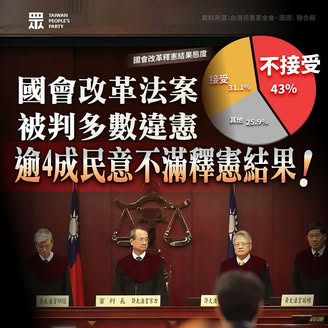 眾
TAIWAN
PEOPLE'S
PARTY
資料來源:台灣民意基金會・圖源:聯合報
國會改革釋憲結果態度
接受
31.1%
不接受
43%
其他
25.9%
國會改革法案
被判多數違憲
逾4成民意不滿釋憲結果!
審判長